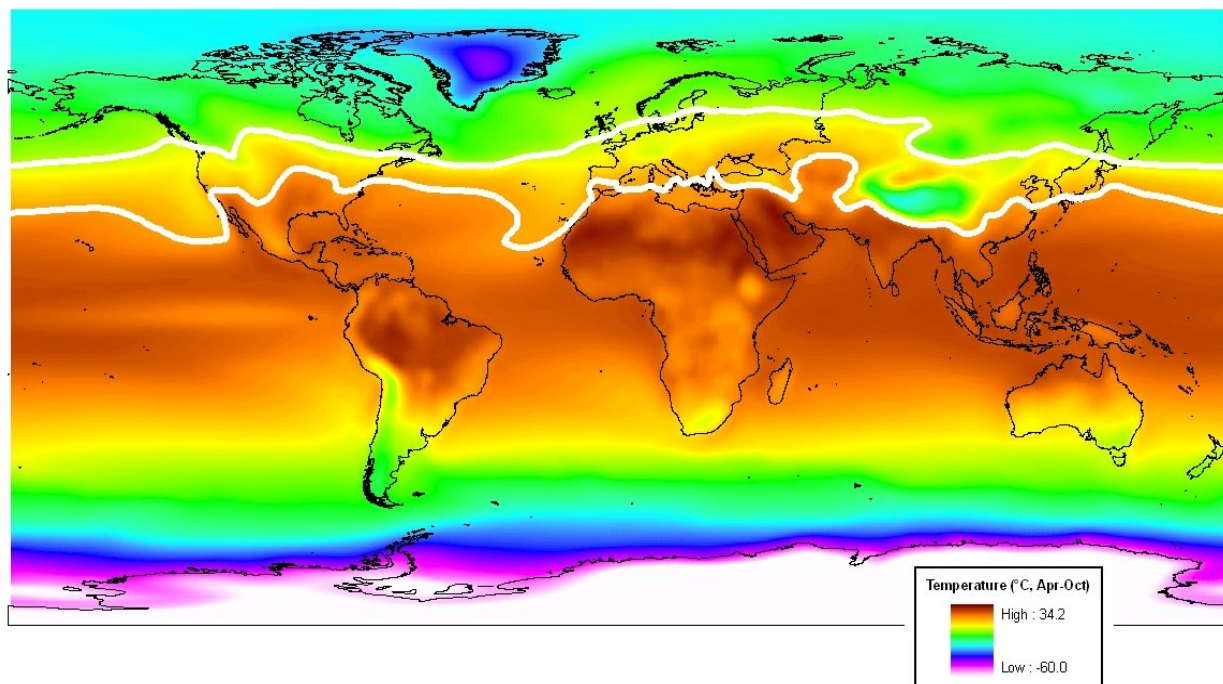 Temperature (°C, Apr-Oct)
High : 34.2
Low : -60.0